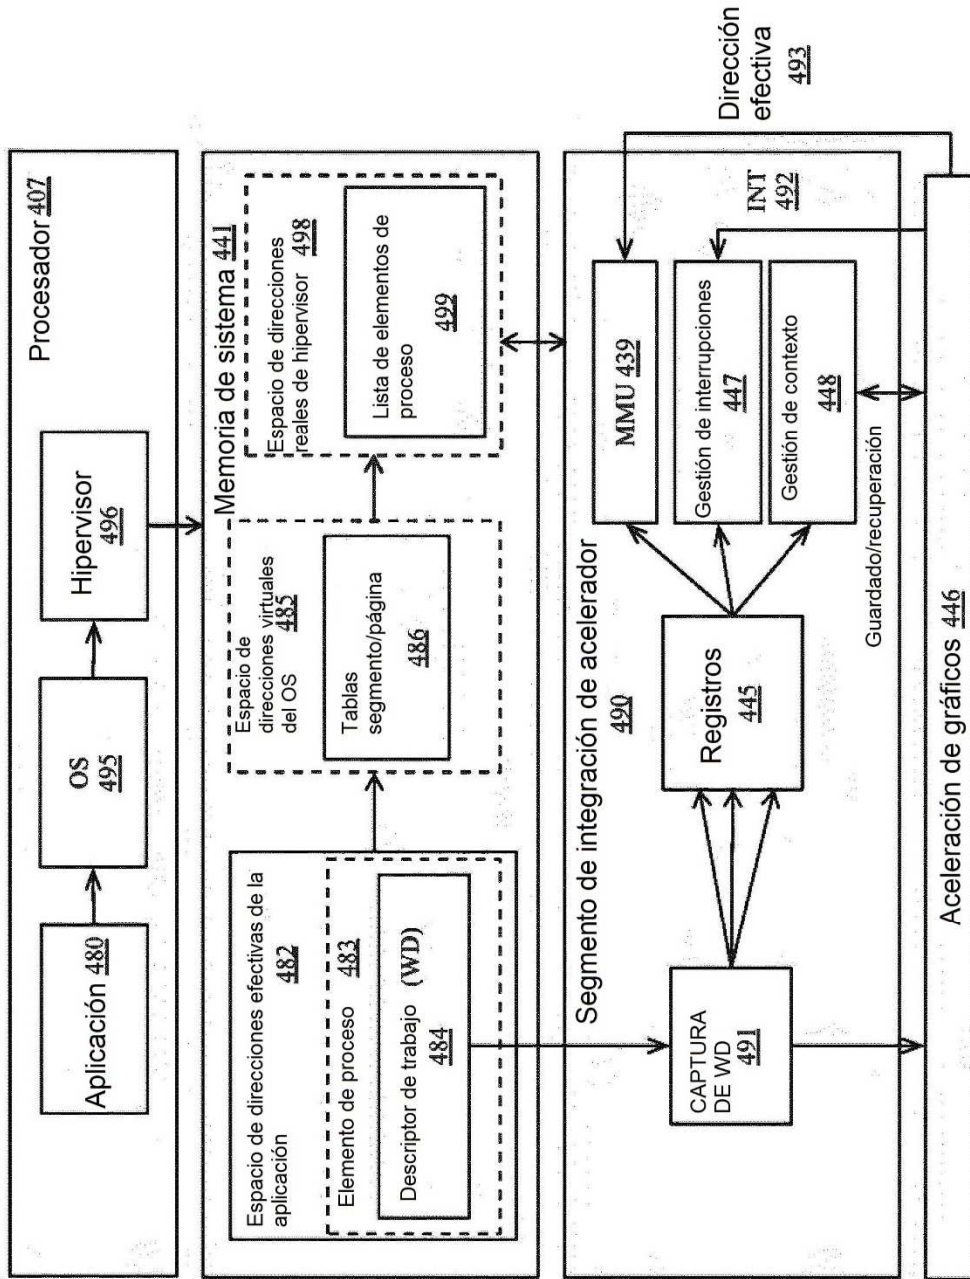 Procesador 407
Aplicación 480
OS
495
Hipervisor
496
Memoria de sistema 441
Espacio de direcciones efectivas de la
aplicación
482
Elemento de proceso 483
Descriptor de trabajo (WD)
484
Espacio de
direcciones virtuales
del OS 485
Tablas
segmento/página
486
Espacio de direcciones
reales de hipervisor
498
Lista de elementos de
proceso
499
Segmento de integración de acelerador
490
CAPTURA
DE WD 491
Registros
445
MMU 439
Gestión de interrupciones
447
Gestión de contexto
448
INT
492
Dirección
efectiva
493
Guardado/recuperación
Aceleración de gráficos 446